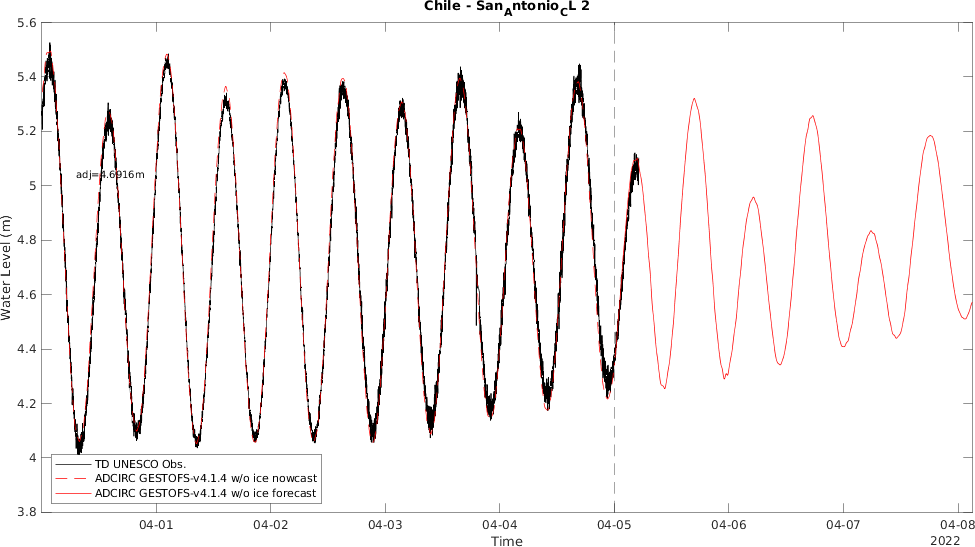 Chile - SanAntonioCL 2
5.6
5.4
5.2
5
4.8
4.6
4.4
4.2
4
3.8
Water Level (m)
adj=4.6916m
TD UNESCO Obs.
ADCIRC GESTOFS-v4.1.4 w/o ice nowcast
ADCIRC GESTOFS-v4.1.4 w/o ice forecast
04-01 04-02 04-03 04-04 04-05 04-06 04-07 04-08
Time
2022